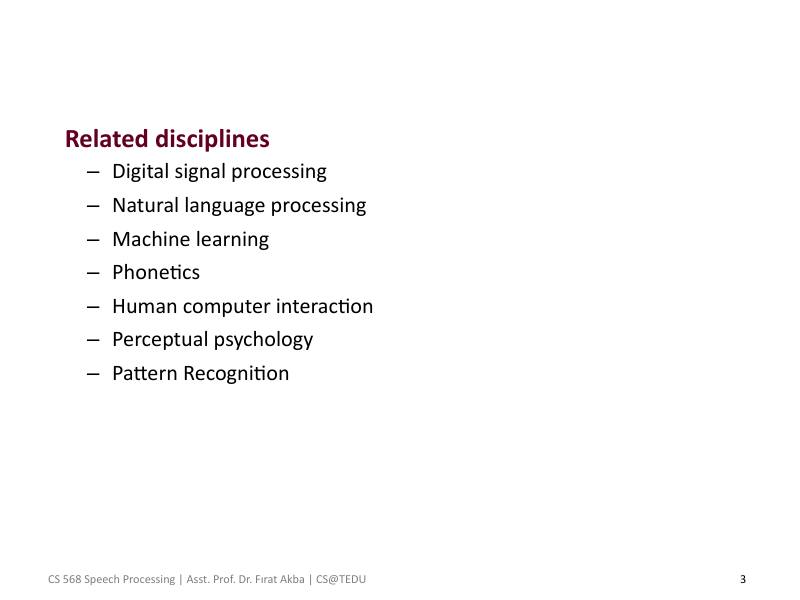 Related disciplines
– Digital signal processing
– Natural language processing
– Machine learning
– Phonetics
– Human computer interaction
– Perceptual psychology
– Pattern Recognition
CS 568 Speech Processing | Asst. Prof. Dr. Fırat Akba | CS@TEDU 3